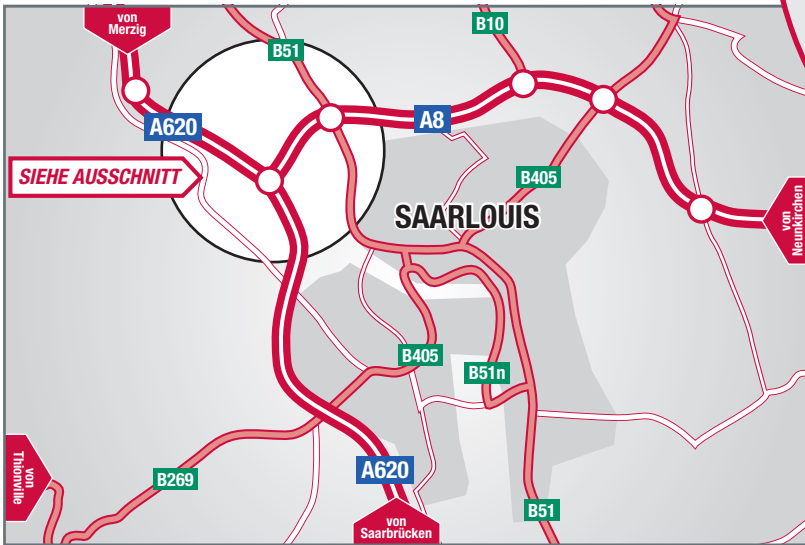 von
Merzig
B51
B10
A620
A8
SIEHE AUSSCHNITT
B405
SAARLOUIS
von
Neunkirchen
B405
B51n
von
Thionville
B269
A620
B51
von
Saarbrücken